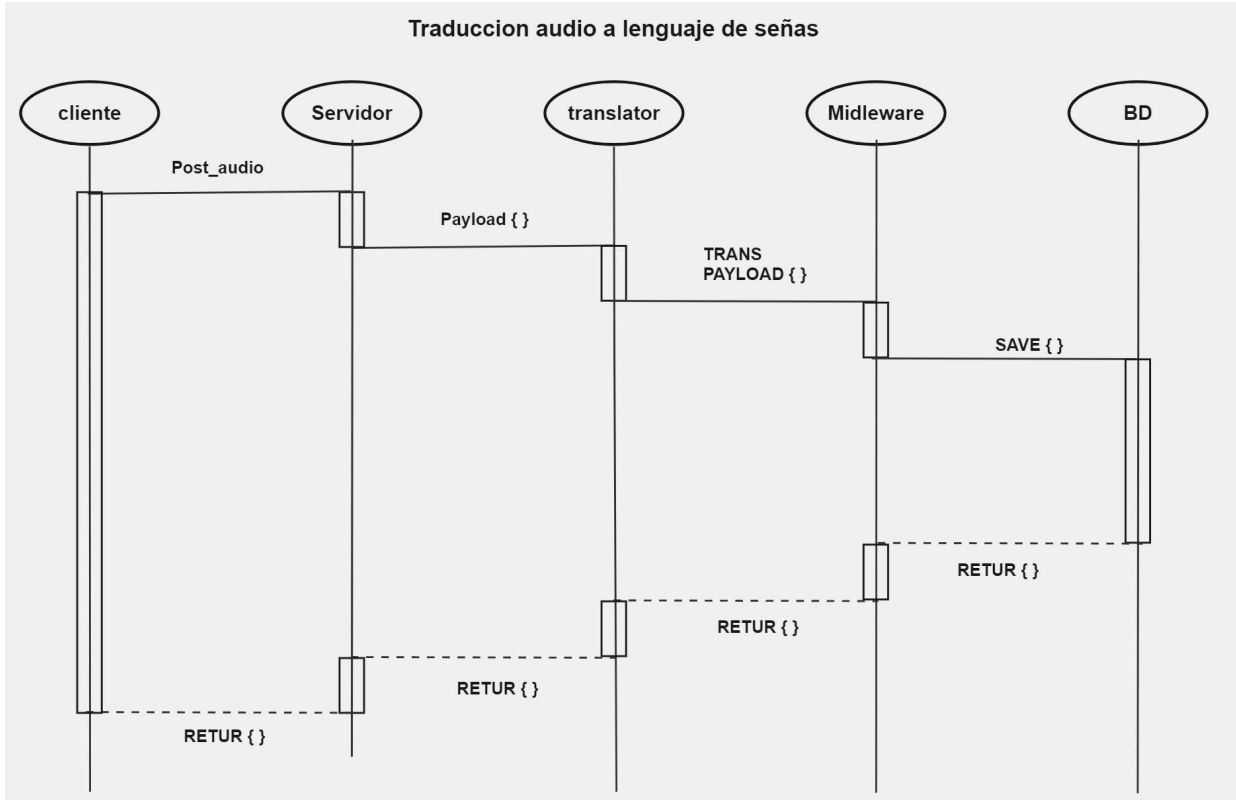 Traduccion audio a lenguaje de señas
cliente
Servidor
translator
Midleware
BD
Post_audio
Payload { }
TRANS
PAYLOAD { }
SAVE { }
RETUR { }
RETUR { }
RETUR { }
RETUR { }